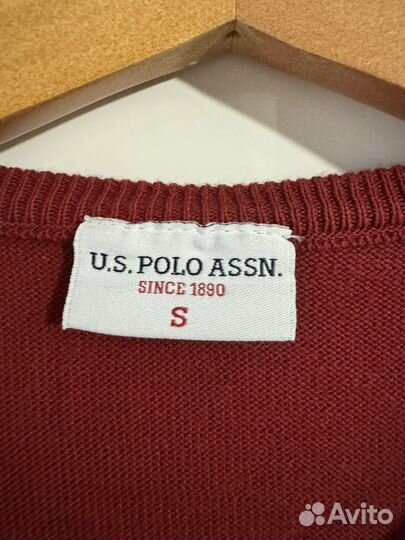 U.S. POLO ASSN.
SINCE 1890
S
Avito